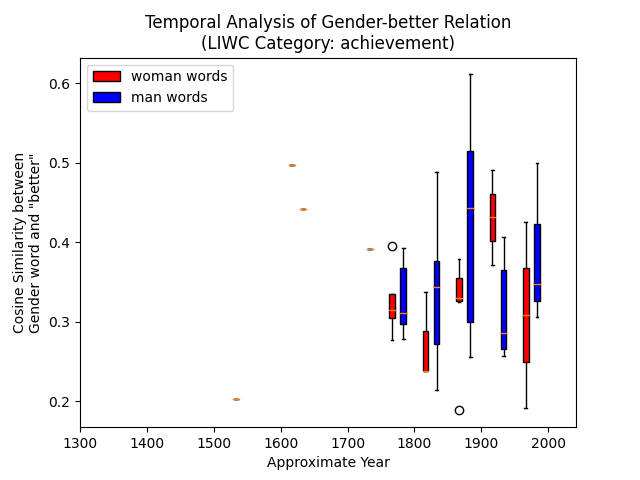 Temporal Analysis of Gender-better Relation
(LIWC Category: achievement)
woman words
man words
0.6
0.5
0.4
0.3
0.2
Cosine Similarity between
Gender word and "better"
1300 1400 1500 1600 1700 1800 1900 2000
Approximate Year